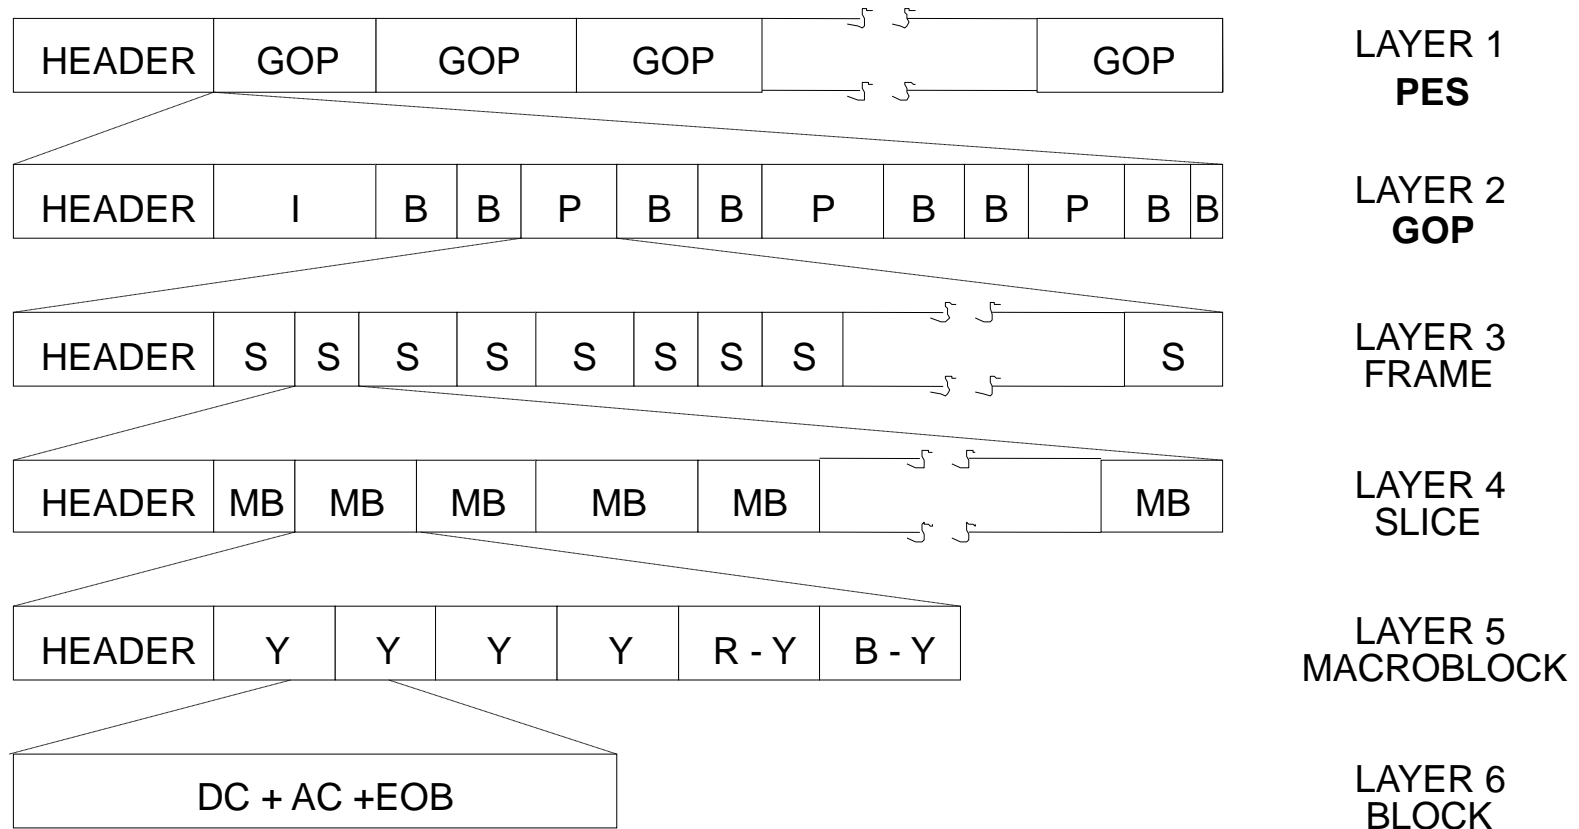 HEADER GOP GOP GOP GOP LAYER 1
PES
HEADER I B B P B B P B B P B B LAYER 2
GOP
HEADER S S S S S S S S S LAYER 3
FRAME
HEADER MB MB MB MB MB MB LAYER 4
SLICE
HEADER Y Y Y Y R - Y B - Y LAYER 5
MACROBLOCK
DC + AC +EOB LAYER 6
BLOCK